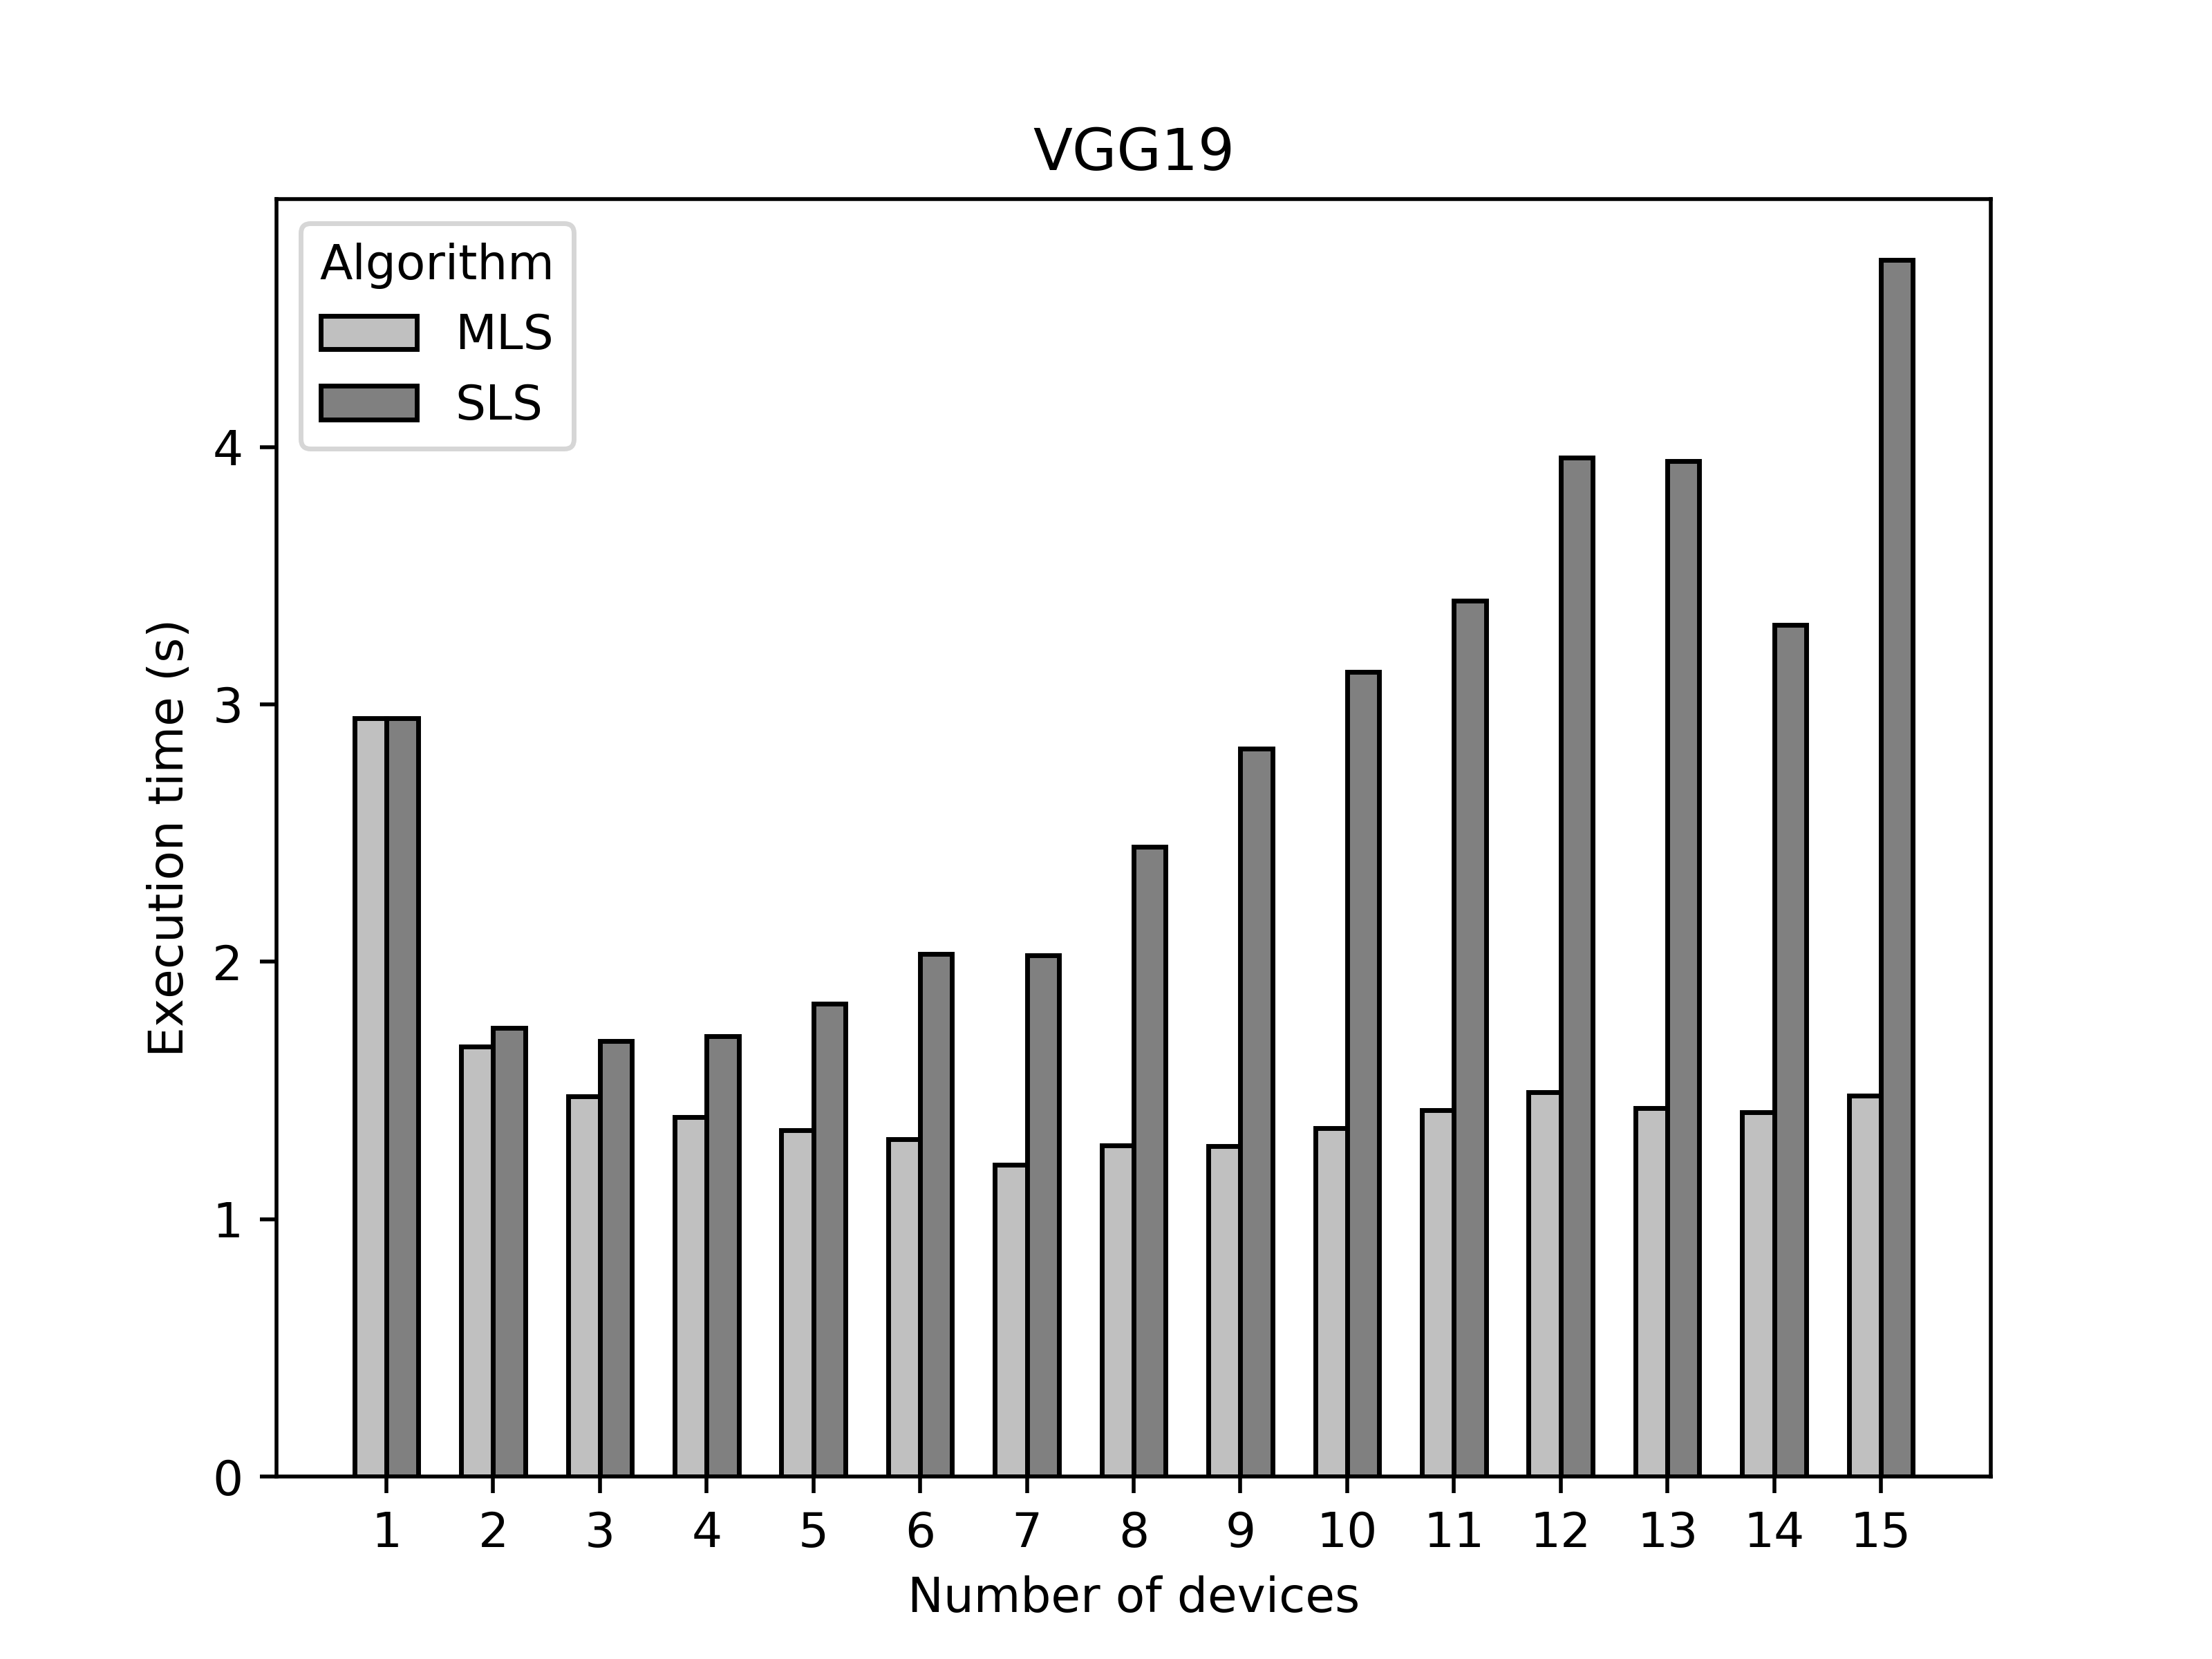 VGG19
Algorithm
MLS
SLS
Execution time (s)
4
3
2
1
0
1 2 3 4 5 6 7 8 9 10 11 12 13 14 15
Number of devices